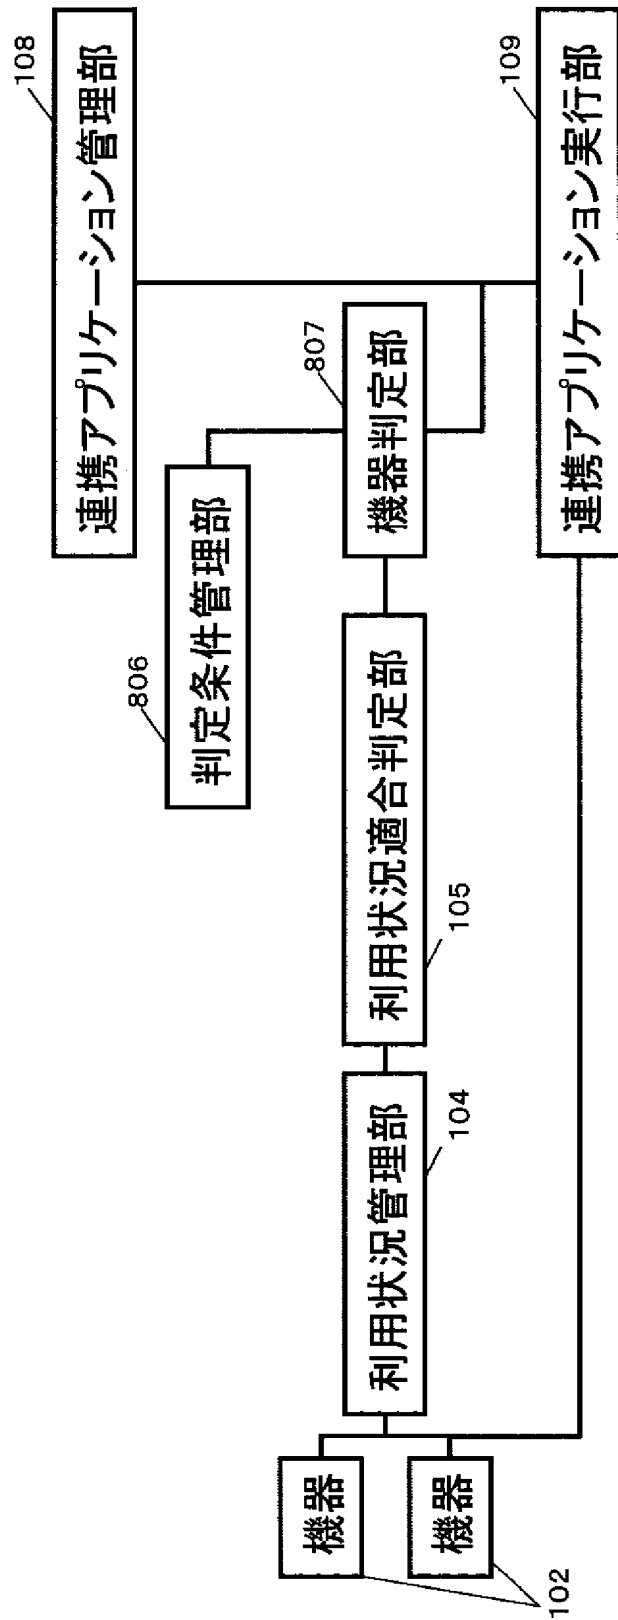 108
連携アプリケーション管理部
806
判定条件管理部
807
機器判定部
利用状況適合判定部
105
利用状況管理部
104
機器
機器
102
109
連携アプリケーション実行部